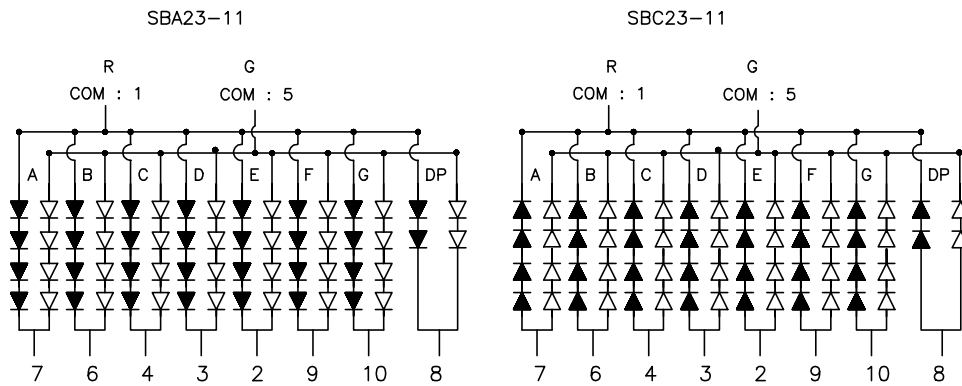 SBA23-11 SBC23-11
R G R G
COM : 1 COM : 5 COM : 1 COM : 5
A B C D E F G DP A B C D E F G DP
7 6 4 3 2 9 10 8 7 6 4 3 2 9 10 8